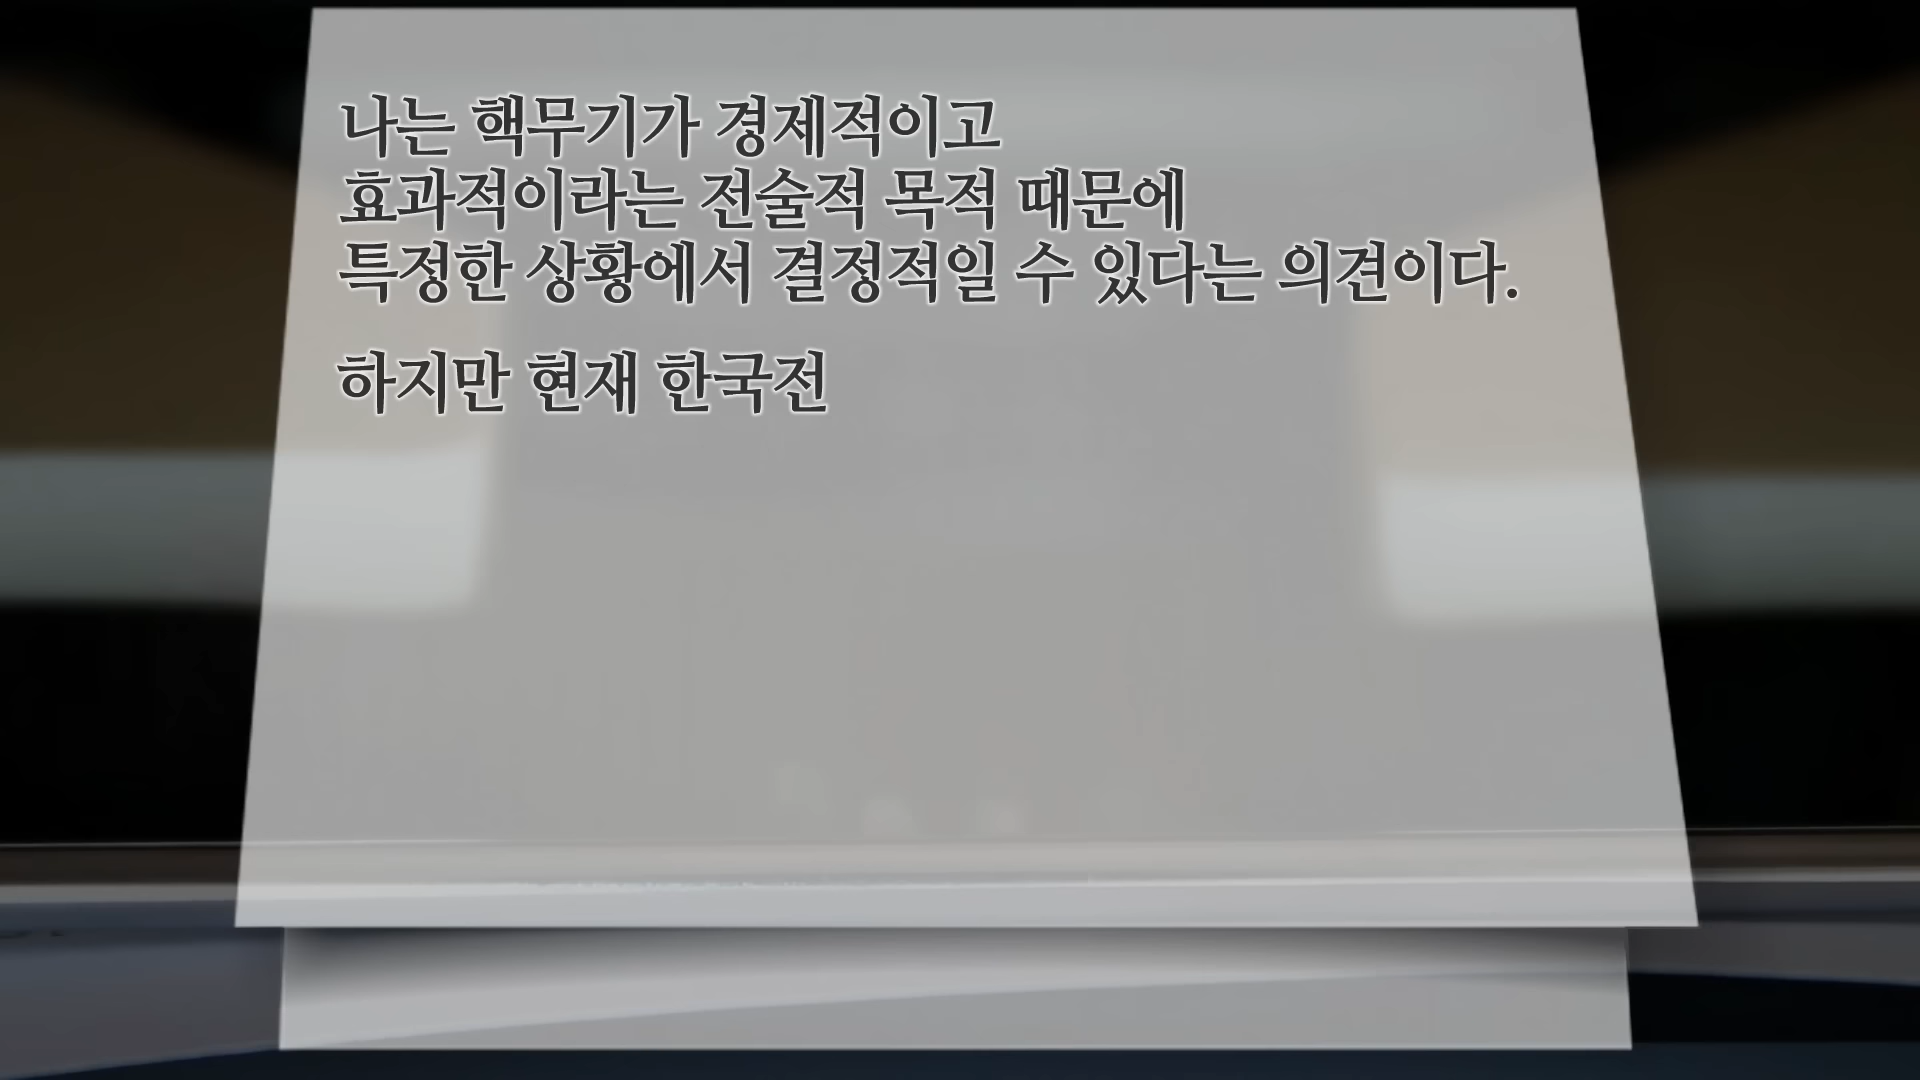 나는 핵무기가 경제적이고
효과적이라는 전술적 목적 때문에
특정한 상황에서 결정적일 수 있다는 의견이다.
하지만 현재 한국전